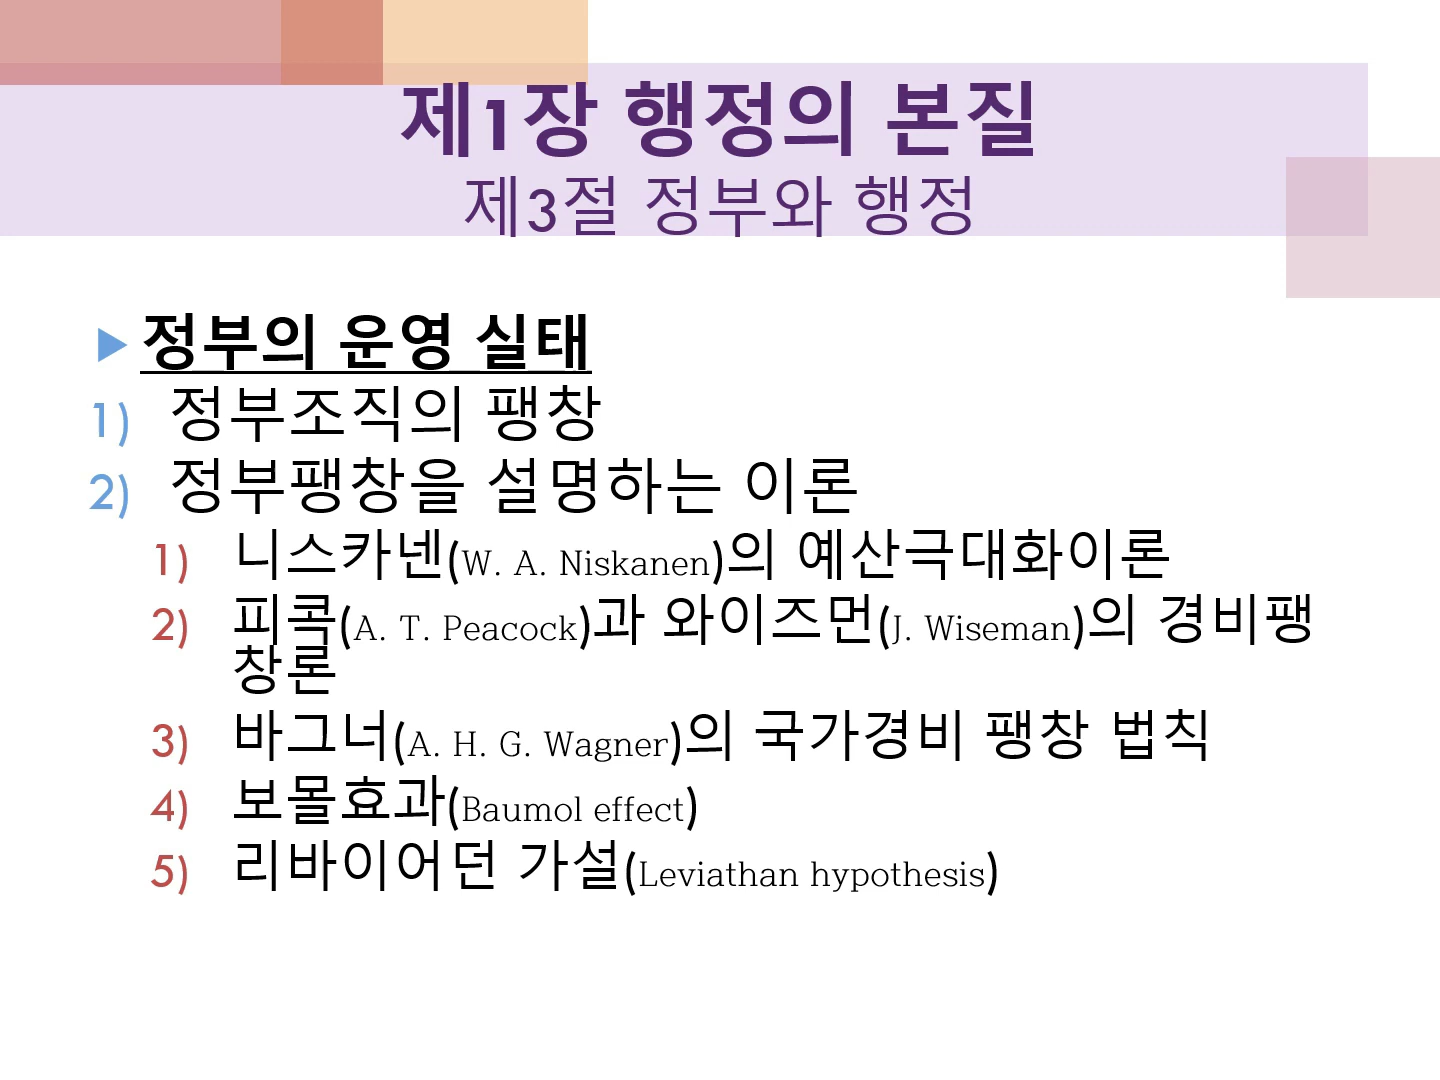 제1장 행정의 본질
제3절 정부와 행정
▶정부의 운영 실태
1) 정부조직의 팽창
2) 정부팽창을 설명하는 이론
1) 니스카넨(W. A. Niskanen)의 예산극대화이론
2) 피콕(A. T. Peacock)과 와이즈먼(J. Wiseman)의 경비팽
창론
3) 바그너(A. H. G. Wagner)의 국가경비 팽창 법칙
4) 보몰효과(Baumol effect)
5) 리바이어던 가설(Leviathan hypothesis)